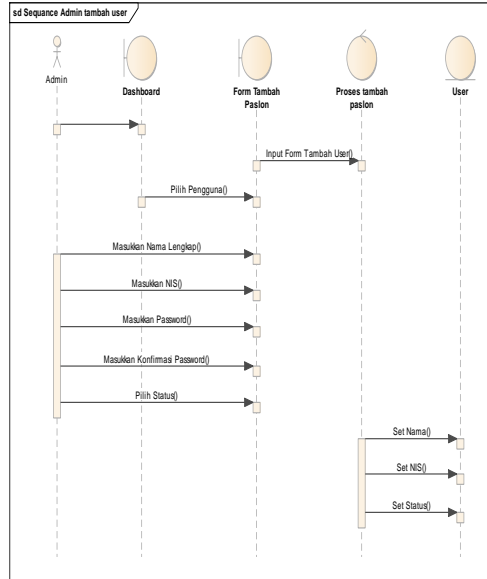 sd Sequance Admin tambah user
Admin
Dashboard
Form Tambah
Paslon
Proses tambah
paslon
User
Input Form Tambah User()
Pilih Pengguna()
Masukkan Nama Lengkap()
Masukkan NIS()
Masukkan Password()
Masukkan Konfirmasi Password()
Pilih Status()
Set Nama()
Set NIS()
Set Status()